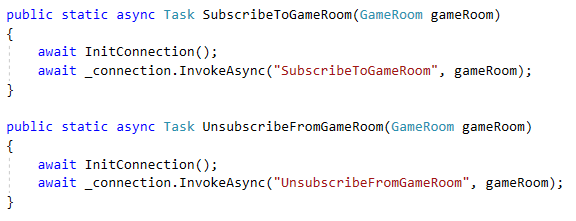 public static async Task SubscribeToGameRoom(GameRoom gameRoom)
{
    await InitConnection();
    await _connection.InvokeAsync("SubscribeToGameRoom", gameRoom);
}

public static async Task UnsubscribeFromGameRoom(GameRoom gameRoom)
{
    await InitConnection();
    await _connection.InvokeAsync("UnsubscribeFromGameRoom", gameRoom);
}